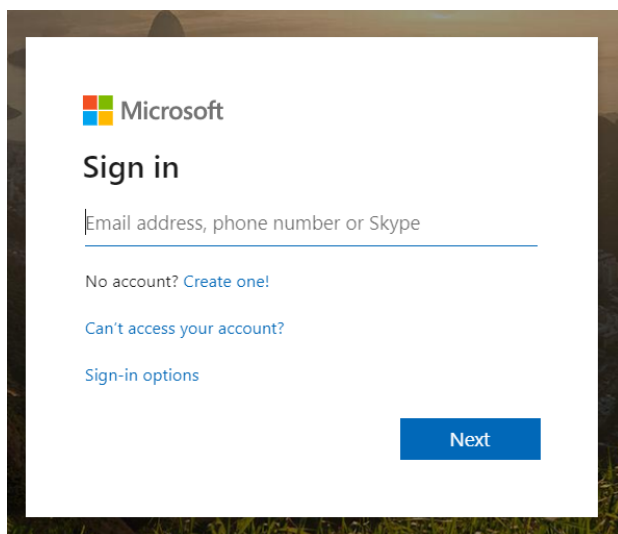 Microsoft
Sign in
Email address, phone number or Skype
No account? Create one!
Can't access your account?
Sign-in options
Next